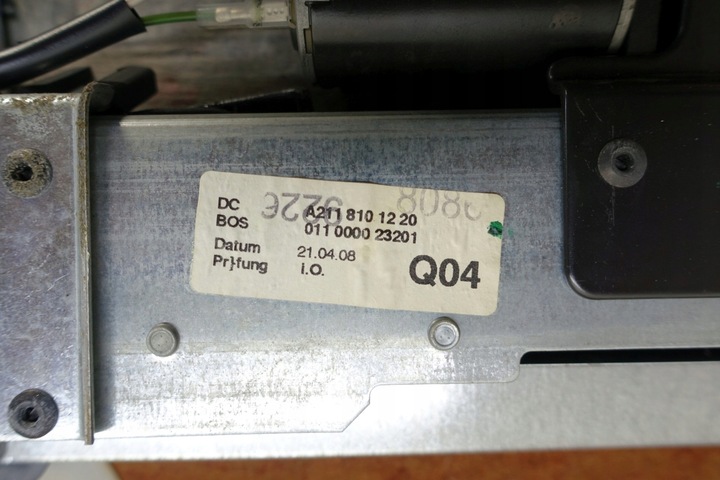 DC A211 810 12 20
BOS 011 0000 23201
Datum 21.04.08
Pr}fung i.O.
Q04